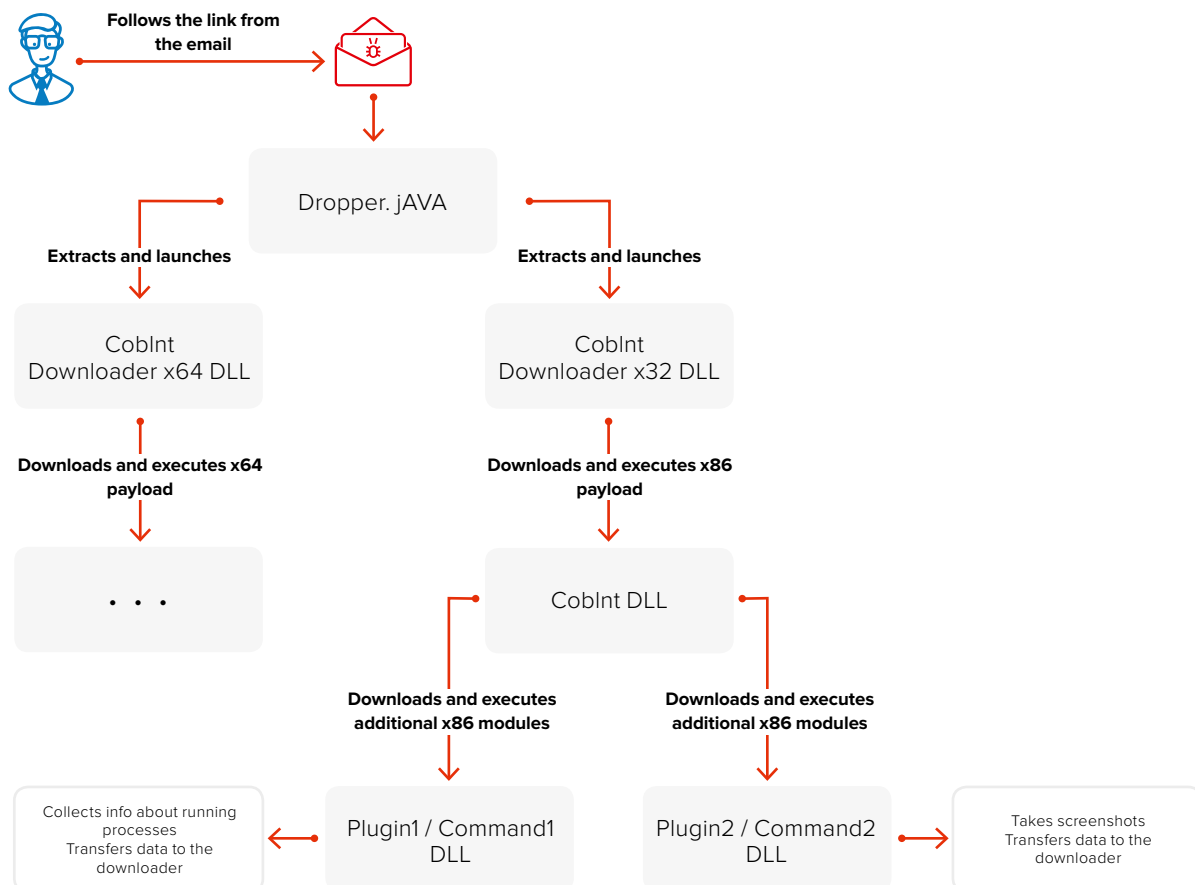 Follows the link from
the email
Dropper. jAVA
Extracts and launches
Extracts and launches
CobInt
Downloader x64 DLL
CobInt
Downloader x32 DLL
Downloads and executes x64
payload
Downloads and executes x86
payload
. . .
CobInt DLL
Downloads and executes
additional x86 modules
Downloads and executes
additional x86 modules
Collects info about running
processes
Transfers data to the
downloader
Plugin1 / Command1
DLL
Plugin2 / Command2
DLL
Takes screenshots
Transfers data to the
downloader